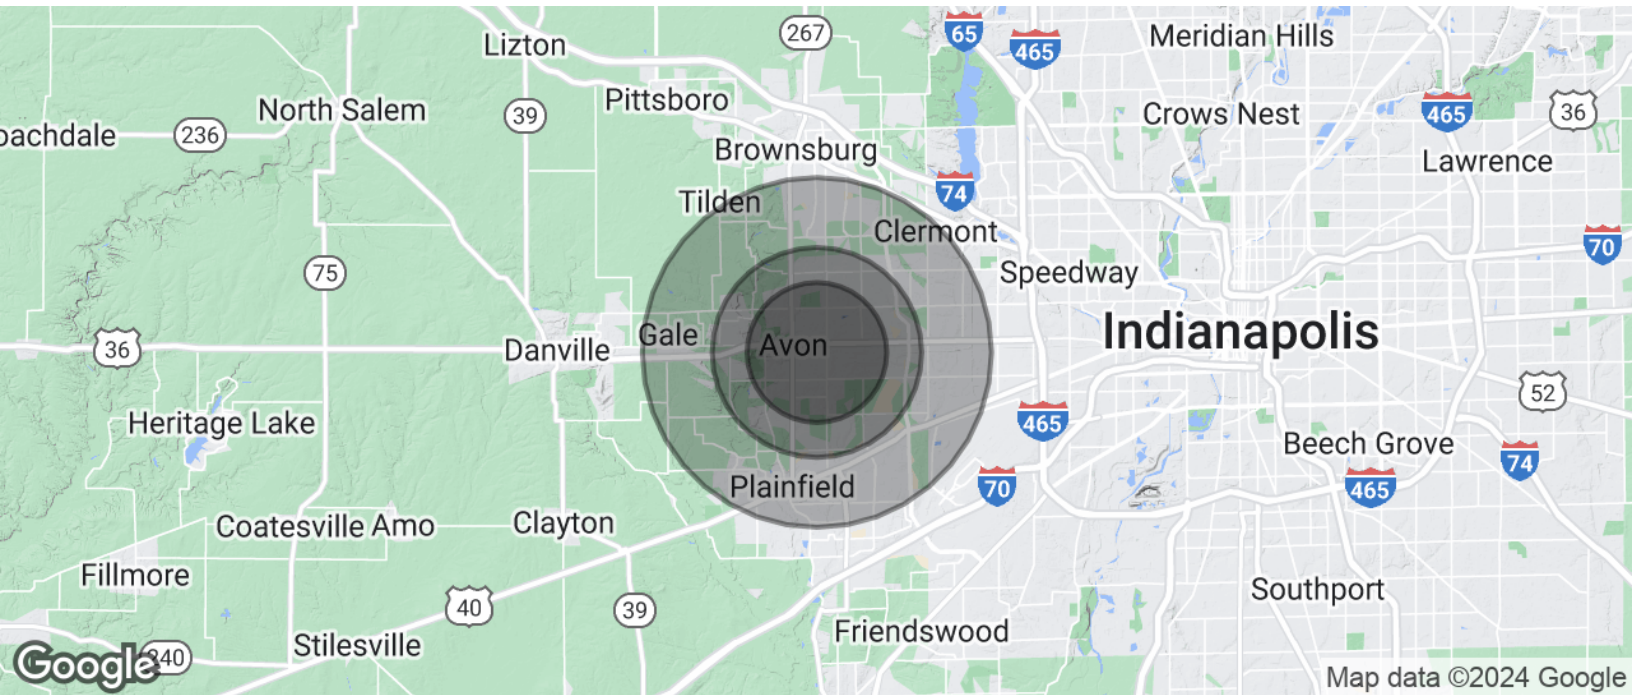 Lizton
267
65
465
Meridian Hills
Pittsboro
North Salem
39
Crows Nest
465
36
oachdale
236
Brownsburg
Lawrence
74
Tilden
Clermont
70
75
Speedway
Indianapolis
36
Danville
Gale
Avon
52
Heritage Lake
465
Beech Grove
74
70
465
Plainfield
Coatesville
Amo
Clayton
Fillmore
40
39
Southport
Friendswood
Stilesville
Google
240
Map data ©2024 Google